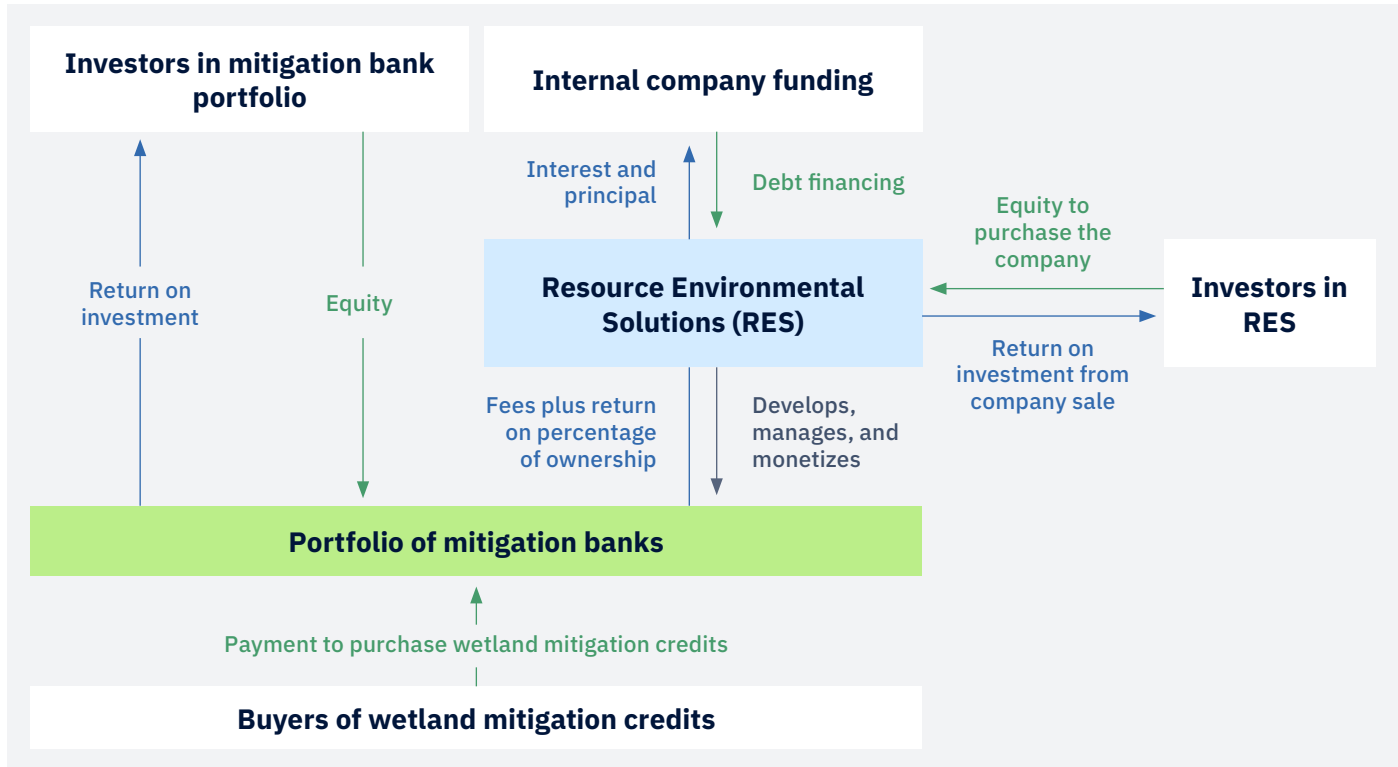 Investors in mitigation bank
portfolio
Internal company funding
Interest and
principal
Debt financing
Equity to
purchase the
company
Return on
investment
Equity
Resource Environmental
Solutions (RES)
Investors in
RES
Return on
investment from
company sale
Fees plus return
on percentage
of ownership
Develops,
manages, and
monetizes
Portfolio of mitigation banks
Payment to purchase wetland mitigation credits
Buyers of wetland mitigation credits